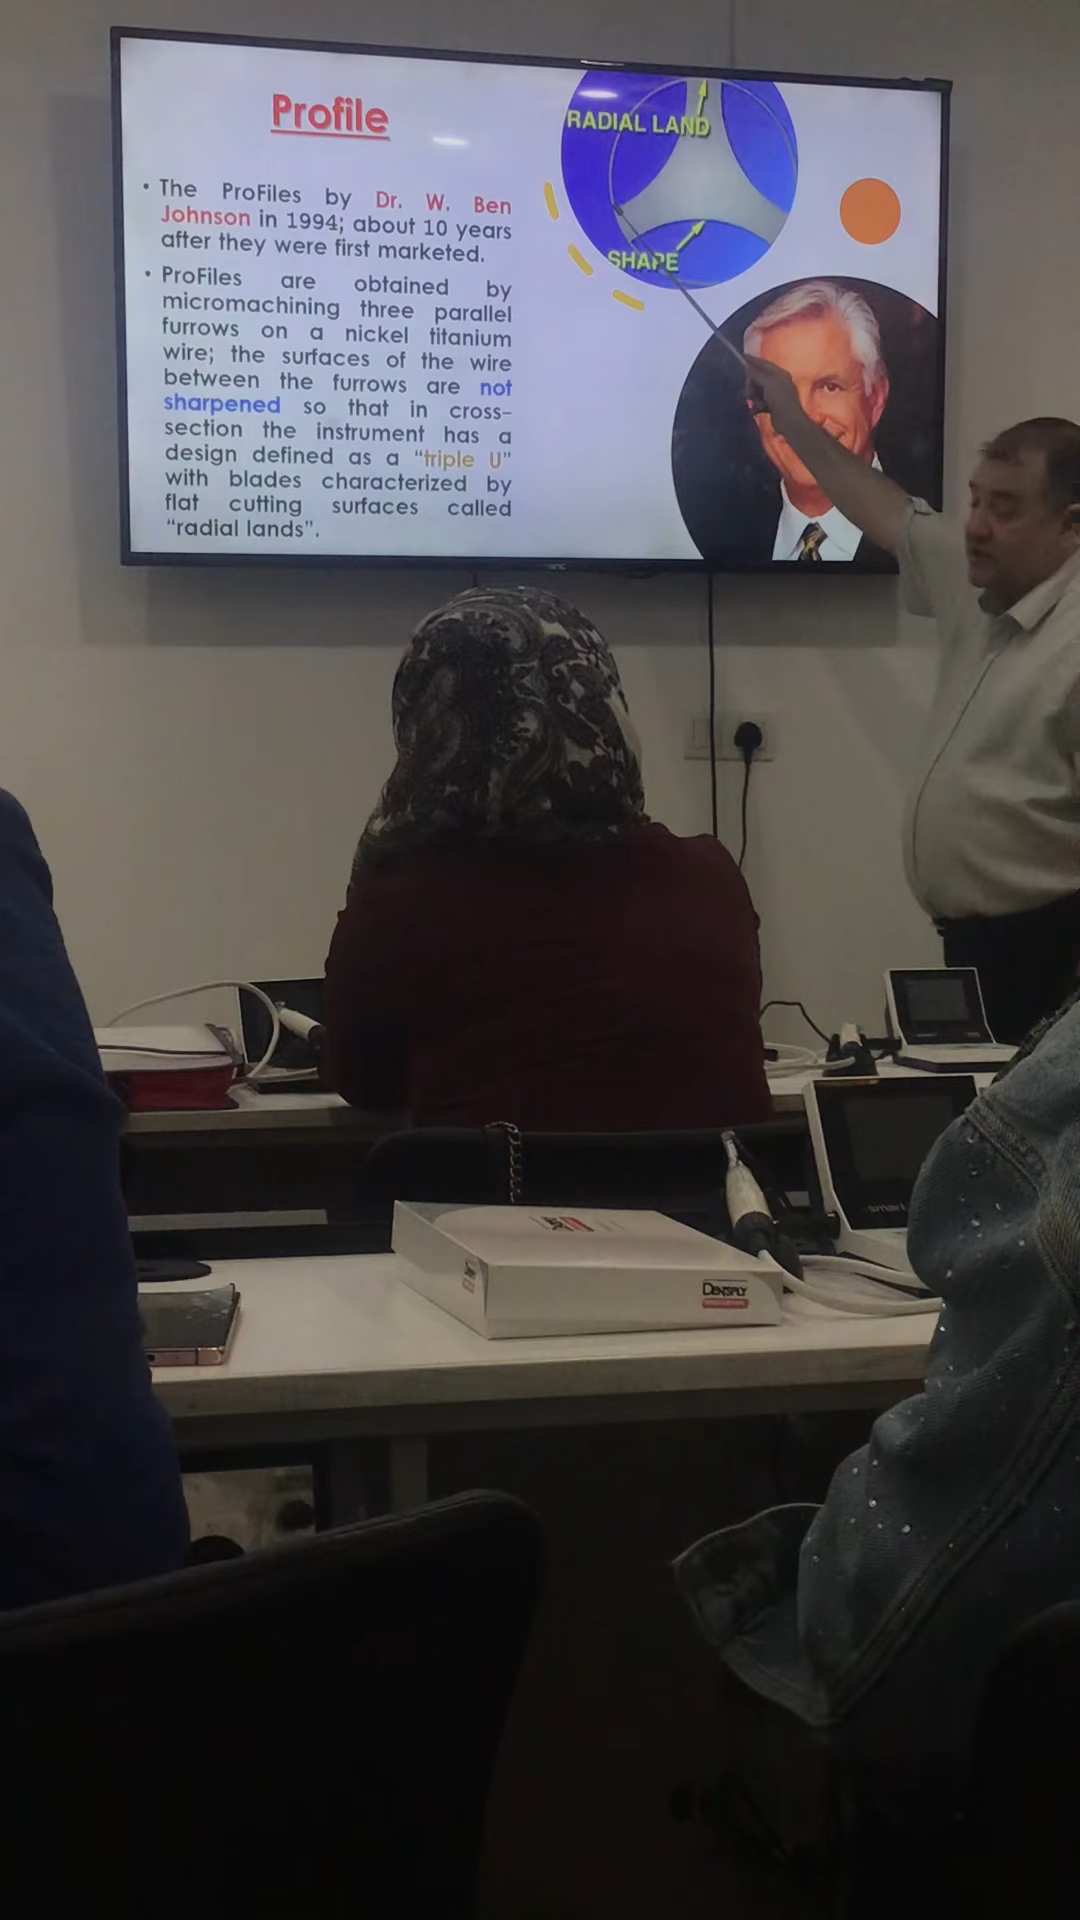 Profile
• The ProFiles by Dr. W. Ben
Johnson in 1994; about 10 years
after they were first marketed.
• ProFiles are obtained by
micromachining three parallel
furrows on a nickel titanium
wire; the surfaces of the wire
between the furrows are not
sharpened so that in cross-
section the instrument has a
design defined as a “triple U”
with blades characterized by
flat cutting surfaces called
“radial lands”.
RADIAL LAND
SHAPE
smart
DENTSPLY